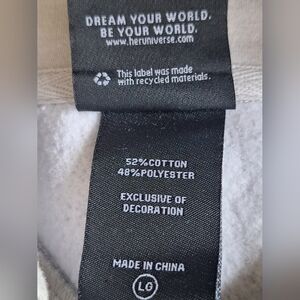 DREAM YOUR WORLD.
BE YOUR WORLD.
www.heruniverse.com
This label was made
with recycled materials.
52%COTTON
48%POLYESTER
EXCLUSIVE OF
DECORATION
MADE IN CHINA
LG